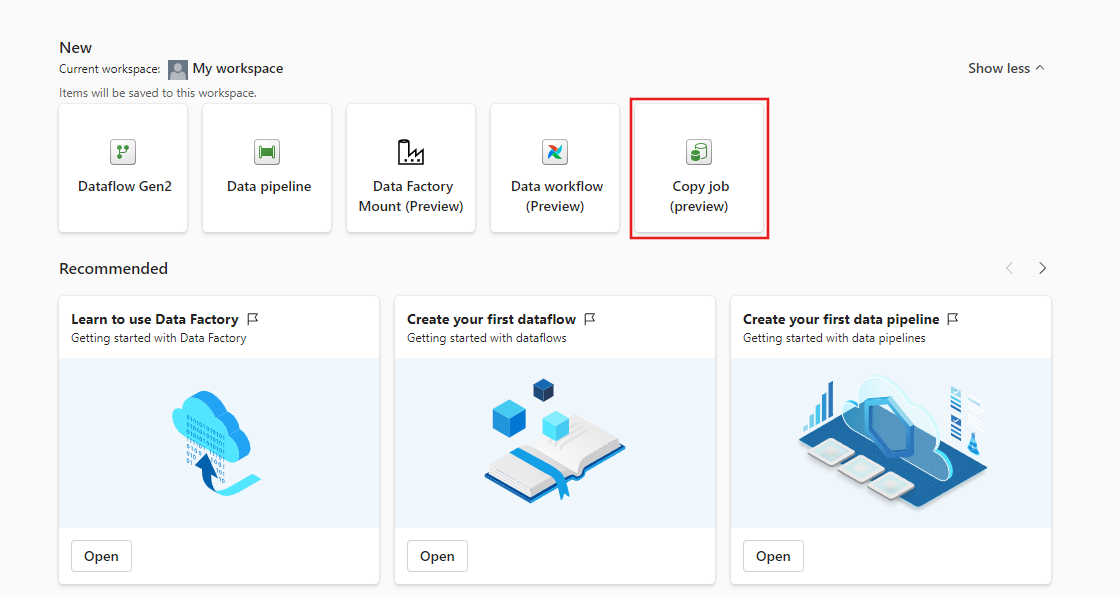 New
Current workspace: My workspace
Show less
Items will be saved to this workspace.
Dataflow Gen2
Data pipeline
Data Factory
Mount (Preview)
Data workflow
(Preview)
Copy job
(preview)
Recommended
Learn to use Data Factory
Getting started with Data Factory
Create your first dataflow
Getting started with dataflows
Create your first data pipeline
Getting started with data pipelines
Open
Open
Open